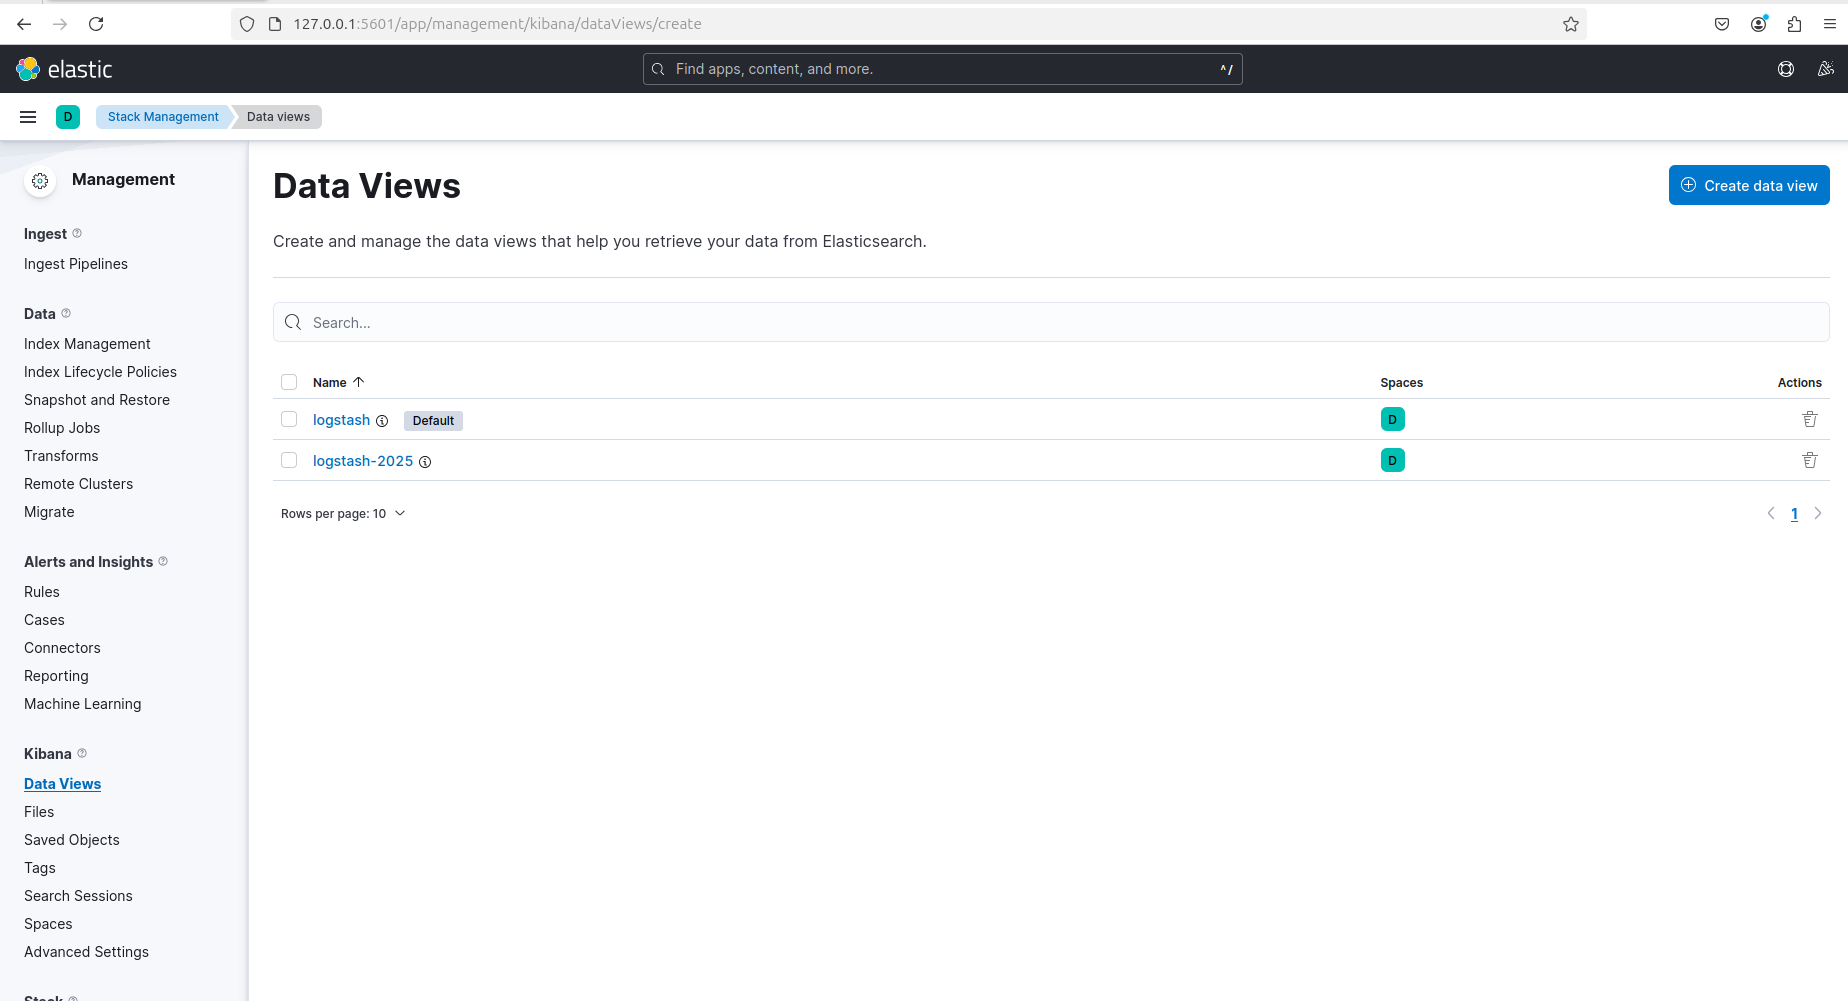 127.0.0.1:5601/app/management/kibana/dataViews/create
elastic
Find apps, content, and more.
^/
D
Stack Management
Data views
Management
Ingest
Ingest Pipelines
Data
Index Management
Index Lifecycle Policies
Snapshot and Restore
Rollup Jobs
Transforms
Remote Clusters
Migrate
Alerts and Insights
Rules
Cases
Connectors
Reporting
Machine Learning
Kibana
Data Views
Files
Saved Objects
Tags
Search Sessions
Spaces
Advanced Settings
Stack
Data Views
Create data view
Create and manage the data views that help you retrieve your data from Elasticsearch.
Search...
Name Spaces Actions
logstash Default D
logstash-2025 D
Rows per page: 10
1